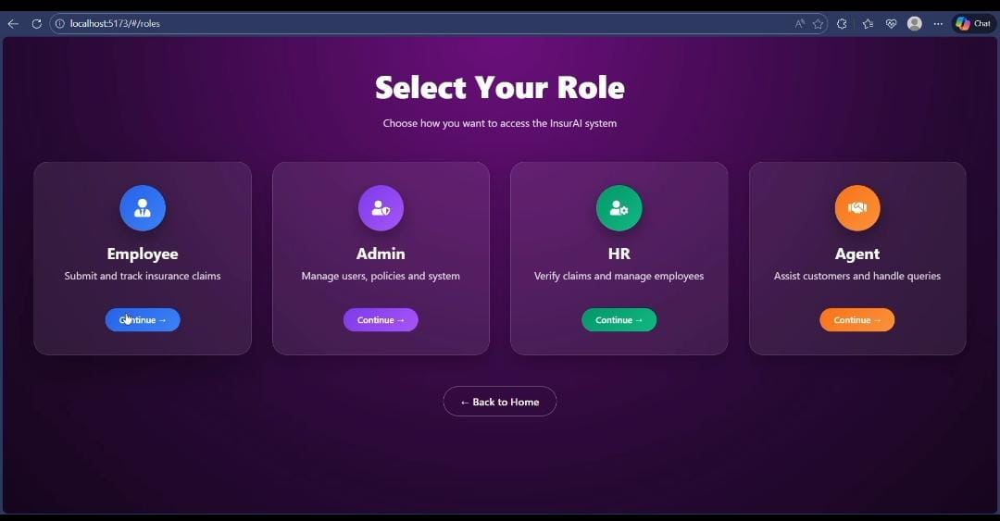 localhost:5173/#/roles
Chat
Select Your Role
Choose how you want to access the InsurAI system
Employee
Submit and track insurance claims
Continue →
Admin
Manage users, policies and system
Continue →
HR
Verify claims and manage employees
Continue →
Agent
Assist customers and handle queries
Continue →
← Back to Home